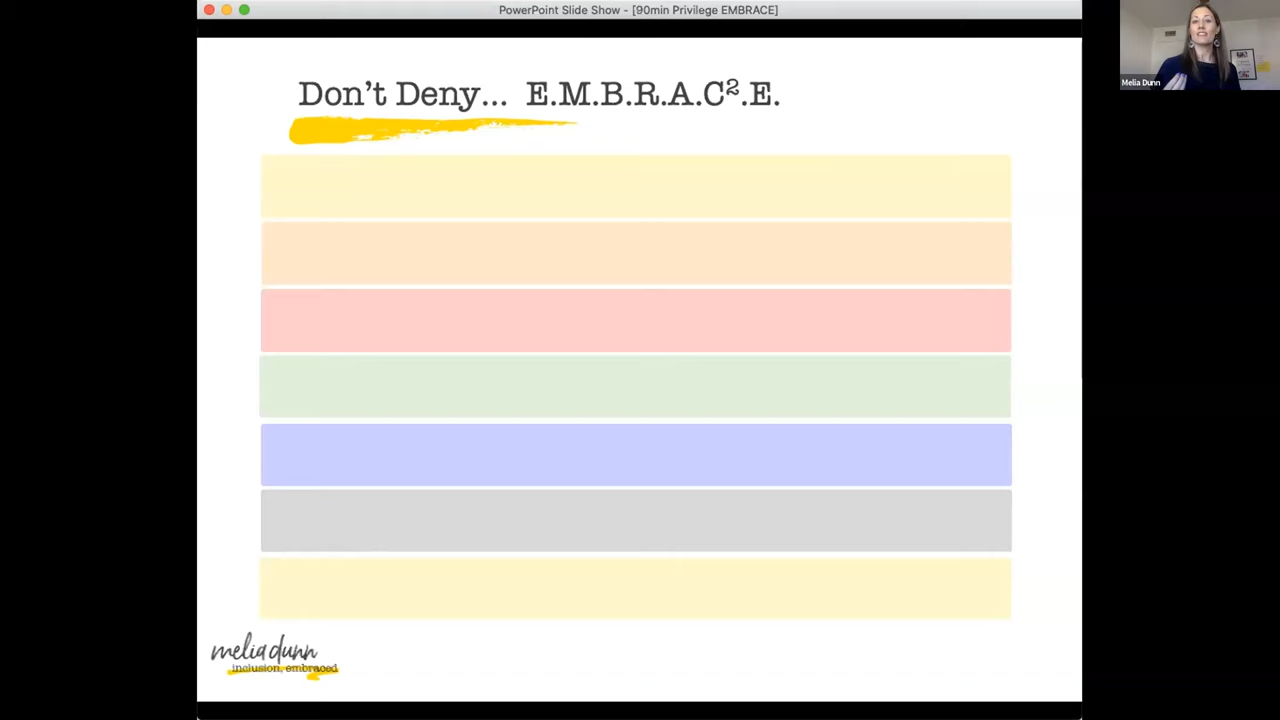 PowerPoint Slide Show - [90min Privilege EMBRACE]
Melia Dunn
Don't Deny... E.M.B.R.A.C².E.
melia dunn
inclusion, embraced